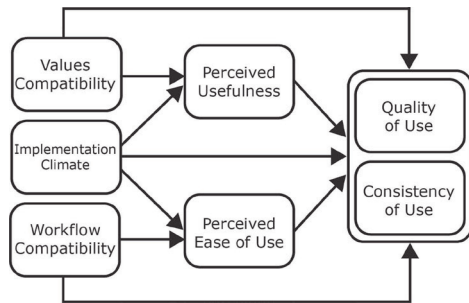 Values
Compatibility
Perceived
Usefulness
Quality
of Use
Implementation
Climate
Consistency
of Use
Workflow
Compatibility
Perceived
Ease of Use